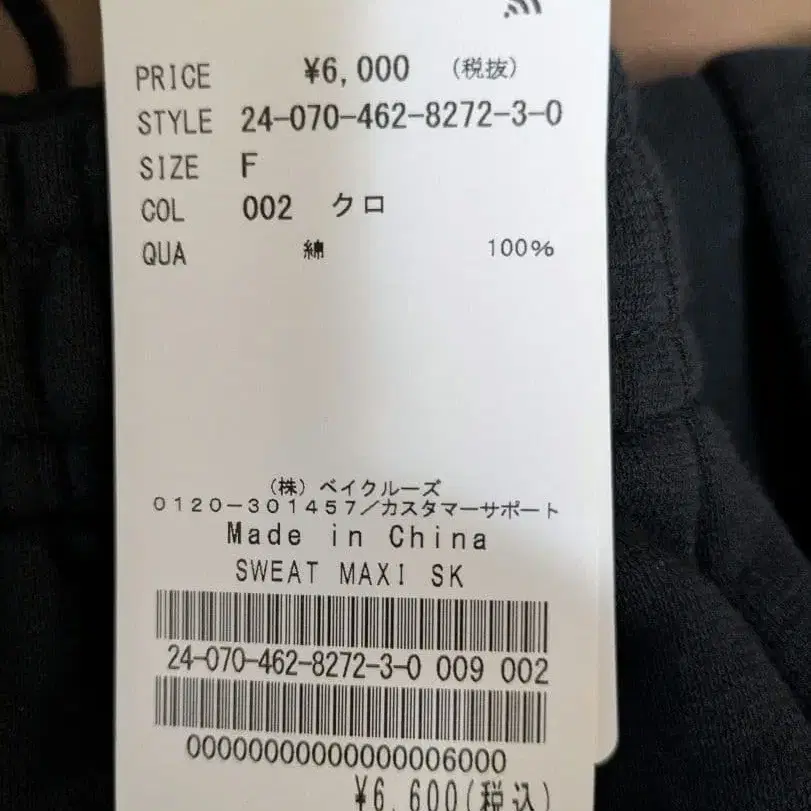 PRICE ¥6,000 (税抜)
STYLE 24-070-462-8272-3-0
SIZE F
COL 002 クロ
QUA 綿 100%
(株) ベイクルーズ
0120-301457/カスタマーサポート
Made in China
SWEAT MAXI SK
24-070-462-8272-3-0 009 002
00000000000000006000
¥6,600(税込)